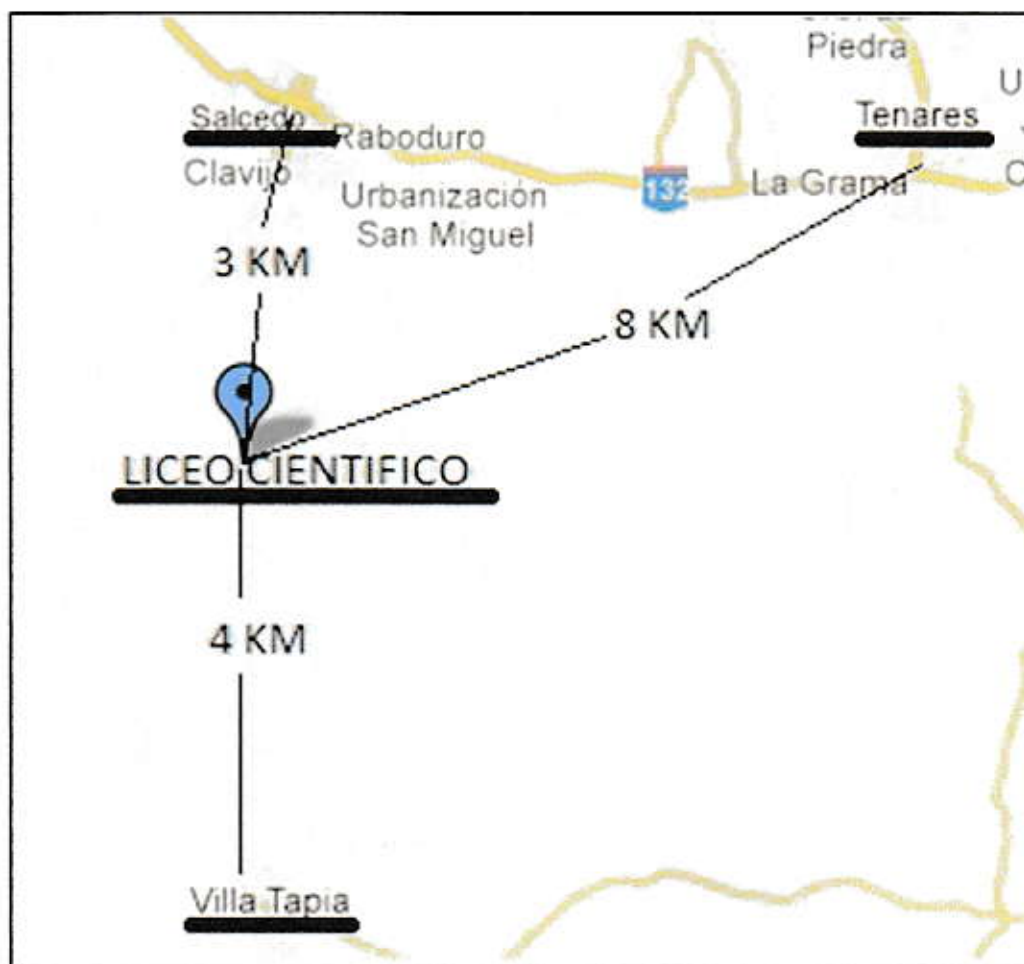 Piedra
U
Salcedo
Tenares
Raboduro
Clavijo
Urbanización
San Miguel
132
La Grama
C
3 KM
8 KM
LICEO CIENTIFICO
4 KM
Villa Tapia